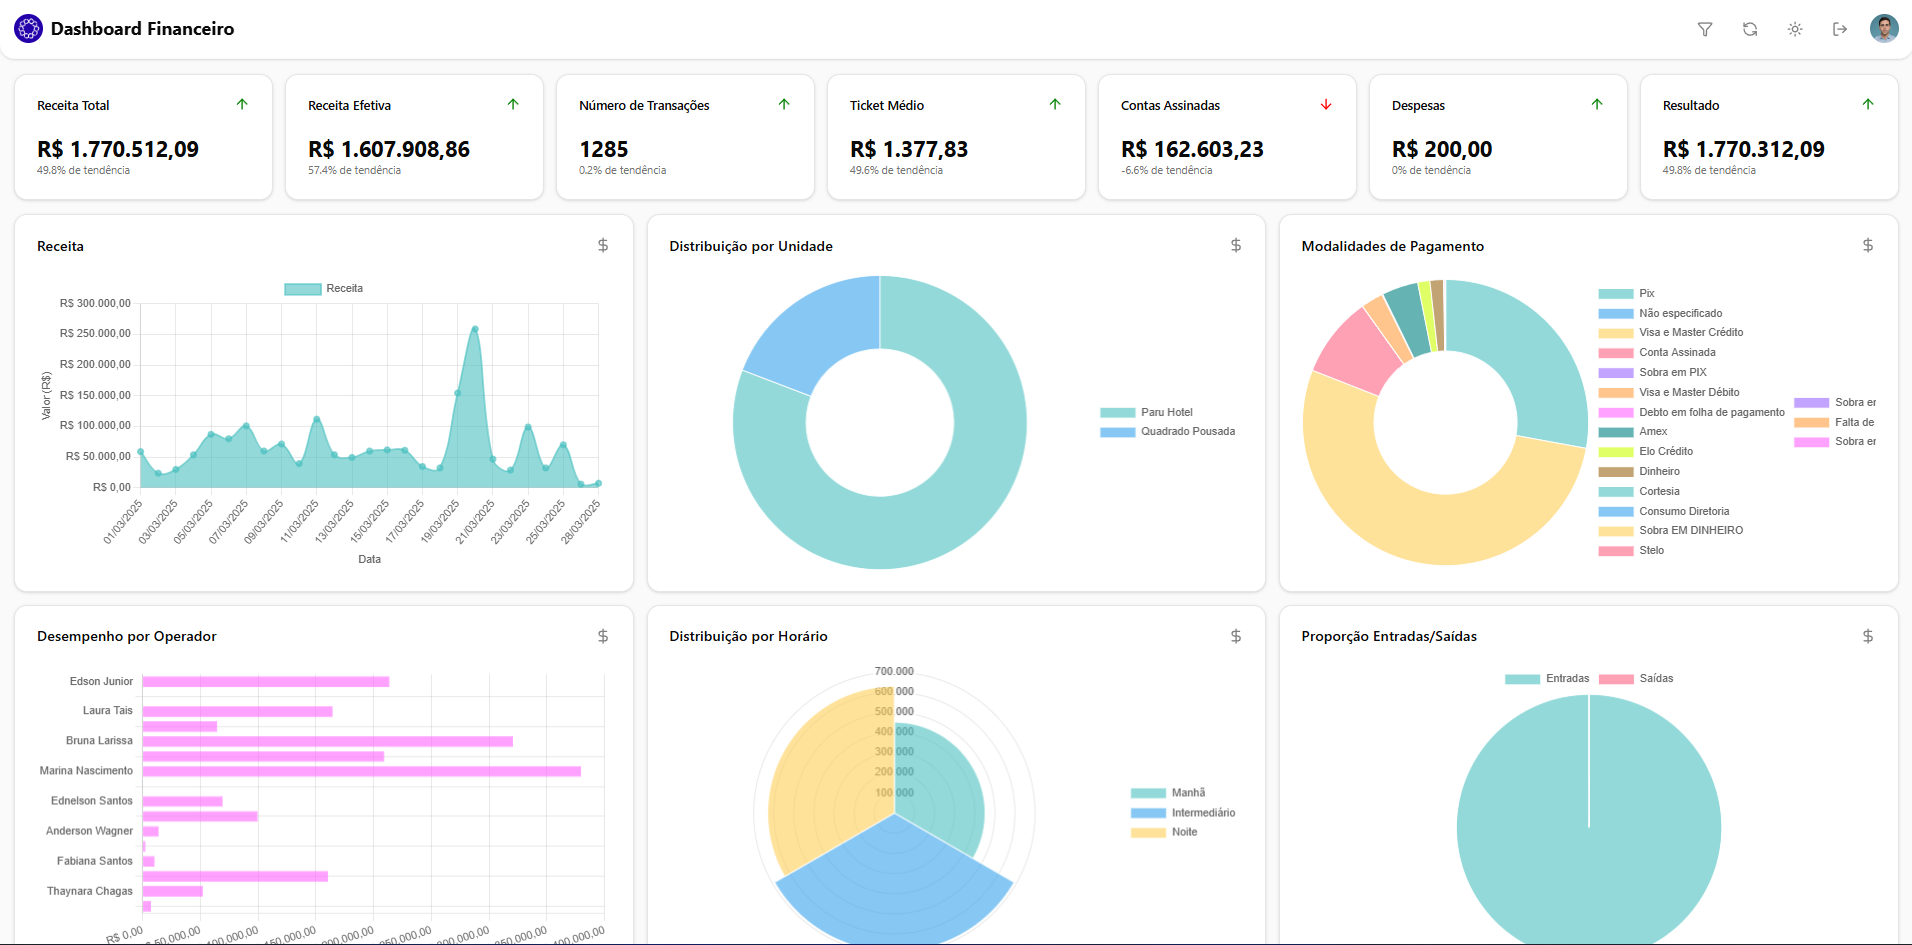 Dashboard Financeiro
Receita Total
R$ 1.770.512,09
49.8% de tendência
Receita Efetiva
R$ 1.607.908,86
57.4% de tendência
Número de Transações
1285
0.2% de tendência
Ticket Médio
R$ 1.377,83
49.6% de tendência
Contas Assinadas
R$ 162.603,23
-6.6% de tendência
Despesas
R$ 200,00
0% de tendência
Resultado
R$ 1.770.312,09
49.8% de tendência
Receita
Receita
Valor (R$)
R$ 300.000,00
R$ 250.000,00
R$ 200.000,00
R$ 150.000,00
R$ 100.000,00
R$ 50.000,00
R$ 0,00
01/03/2025
03/03/2025
05/03/2025
07/03/2025
09/03/2025
11/03/2025
13/03/2025
15/03/2025
17/03/2025
19/03/2025
21/03/2025
23/03/2025
25/03/2025
28/03/2025
Data
Distribuição por Unidade
Paru Hotel
Quadrado Pousada
Modalidades de Pagamento
Pix
Não especificado
Visa e Master Crédito
Conta Assinada
Sobra em PIX
Visa e Master Débito
Debto em folha de pagamento
Amex
Elo Crédito
Dinheiro
Cortesia
Consumo Diretoria
Sobra EM DINHEIRO
Stelo
Sobra er
Falta de
Sobra er
Desempenho por Operador
Edson Junior
Laura Tais
Bruna Larissa
Marina Nascimento
Ednelson Santos
Anderson Wagner
Fabiana Santos
Thaynara Chagas
R$ 0,00
50.000,00
100.000,00
150.000,00
200.000,00
250.000,00
300.000,00
350.000,00
400.000,00
Distribuição por Horário
700.000
600.000
500.000
400.000
300.000
200.000
100.000
Manhã
Intermediário
Noite
Proporção Entradas/Saídas
Entradas
Saídas